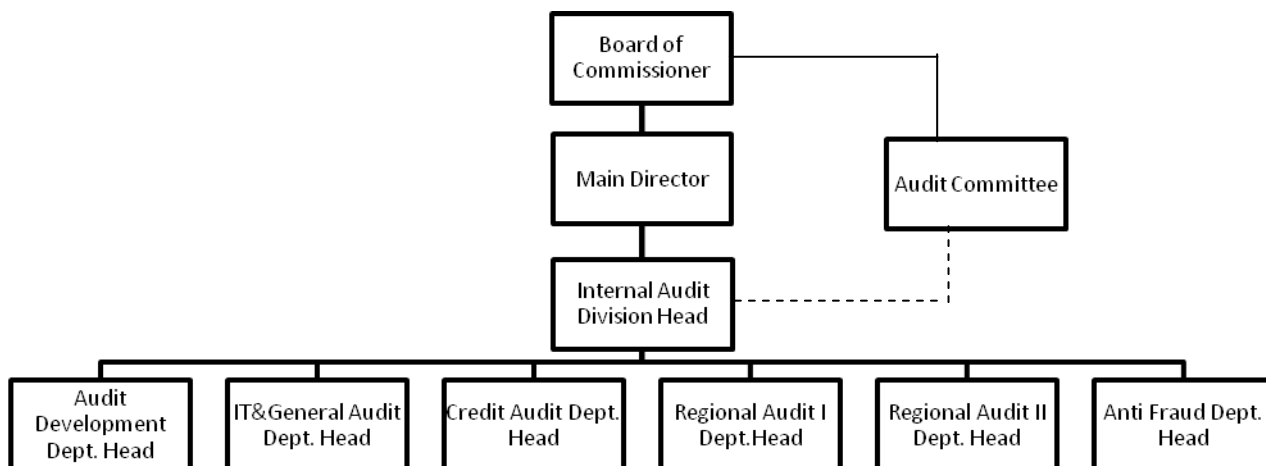 Board of
Commissioner
Main Director
Audit Committee
Internal Audit
Division Head
Audit
Development
Dept. Head
IT&General Audit
Dept. Head
Credit Audit Dept.
Head
Regional Audit I
Dept.Head
Regional Audit II
Dept. Head
Anti Fraud Dept.
Head